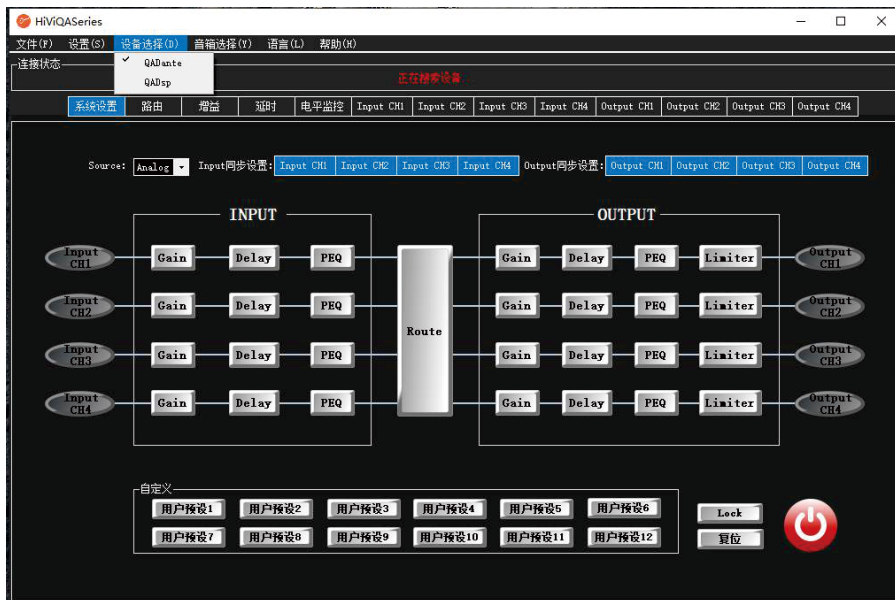 HiViQASeries
文件(F) 设置(S) 设备选择(D) 音箱选择(Y) 语言(L) 帮助(H)
连接状态
QADante
QADsp
正在搜索设备...
系统设置 路由 增益 延时 电平监控 Input CH1 Input CH2 Input CH3 Input CH4 Output CH1 Output CH2 Output CH3 Output CH4
Source: Analog Input同步设置: Input CH1 Input CH2 Input CH3 Input CH4 Output同步设置: Output CH1 Output CH2 Output CH3 Output CH4
INPUT OUTPUT
Input CH1 Gain Delay PEQ Gain Delay PEQ Limiter Output CH1
Input CH2 Gain Delay PEQ Gain Delay PEQ Limiter Output CH2
Route
Input CH3 Gain Delay PEQ Gain Delay PEQ Limiter Output CH3
Input CH4 Gain Delay PEQ Gain Delay PEQ Limiter Output CH4
自定义
用户预设1 用户预设2 用户预设3 用户预设4 用户预设5 用户预设6 Lock
用户预设7 用户预设8 用户预设9 用户预设10 用户预设11 用户预设12 复位